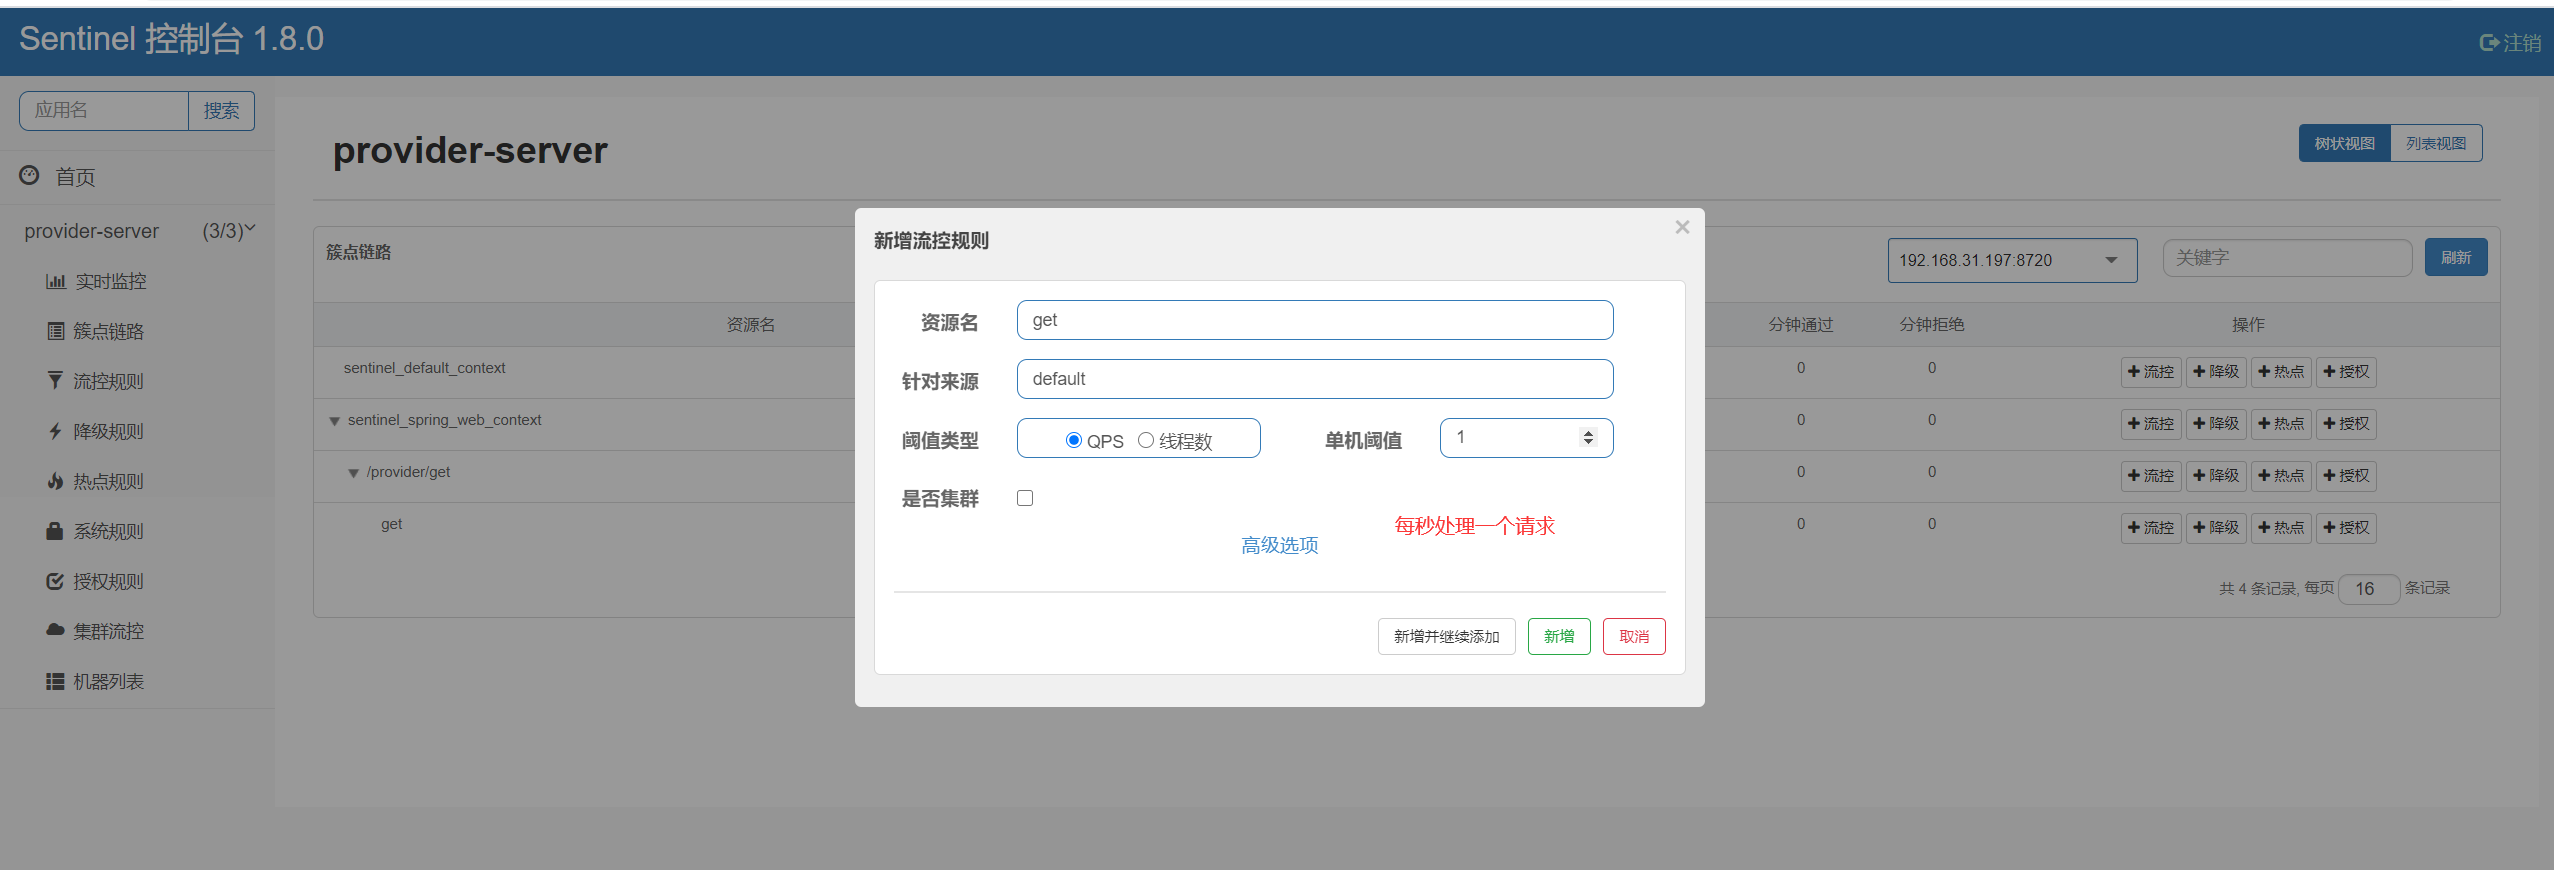 Sentinel 控制台 1.8.0
注销
应用名 搜索
首页
provider-server (3/3)
实时监控
簇点链路
流控规则
降级规则
热点规则
系统规则
授权规则
集群流控
机器列表
provider-server
树状视图 列表视图
簇点链路
192.168.31.197:8720 关键字 刷新
资源名 分钟通过 分钟拒绝 操作
sentinel_default_context 0 0 流控 降级 热点 授权
sentinel_spring_web_context 0 0 流控 降级 热点 授权
/provider/get 0 0 流控 降级 热点 授权
get 0 0 流控 降级 热点 授权
共 4 条记录, 每页 16 条记录
新增流控规则 ×
资源名 get
针对来源 default
阈值类型 QPS 线程数 单机阈值 1
是否集群
每秒处理一个请求
高级选项
新增并继续添加 新增 取消